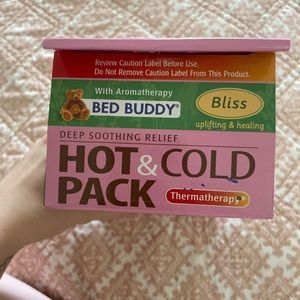 Review Caution Label Before Use.
Do Not Remove Caution Label From This Product.
With Aromatherapy
BED BUDDY®
Bliss
uplifting & healing
DEEP SOOTHING RELIEF
HOT & COLD
PACK
Thermatherapy